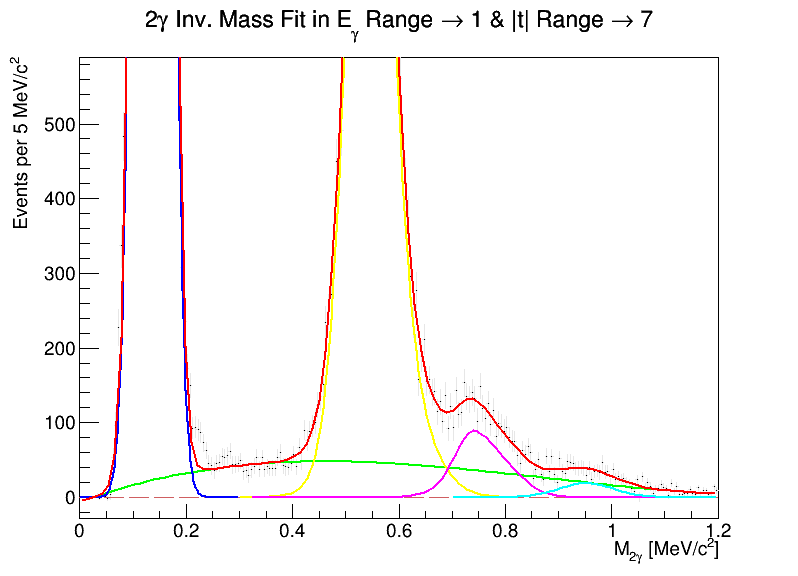 2γ Inv. Mass Fit in Eγ Range → 1 & |t| Range → 7
Events per 5 MeV/c²
500
400
300
200
100
0
0 0.2 0.4 0.6 0.8 1 1.2
M2γ [MeV/c²]